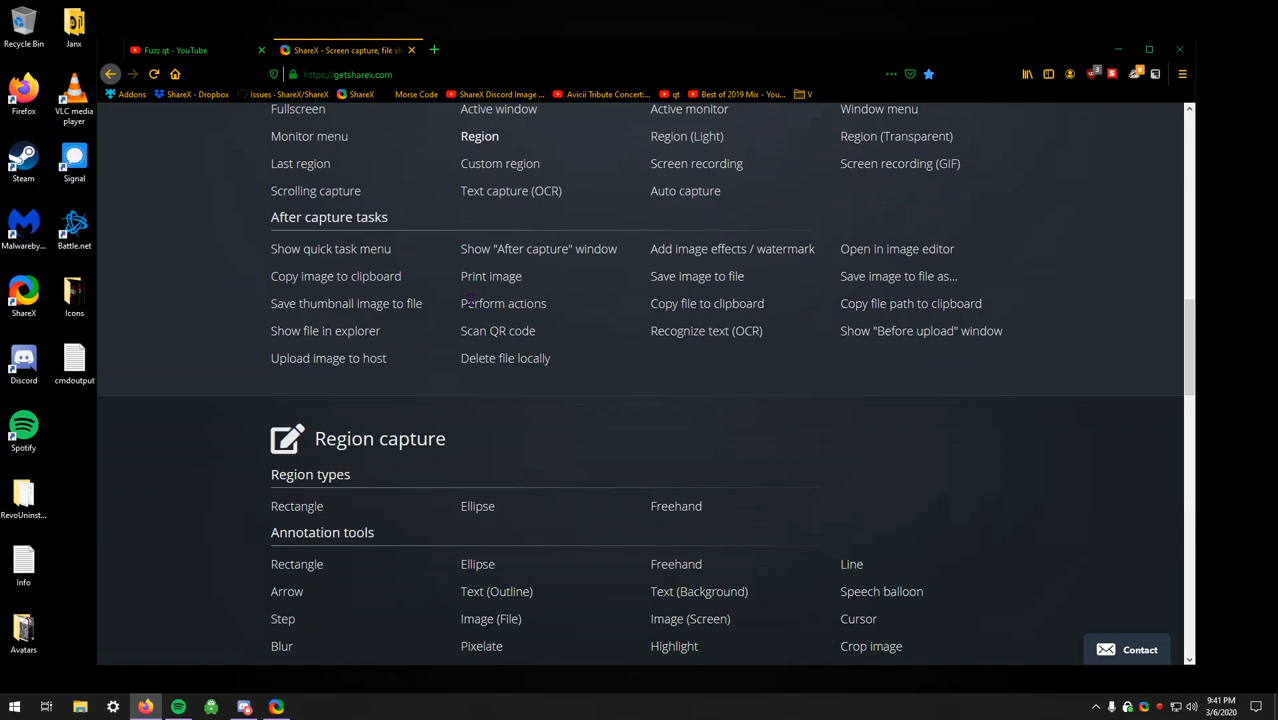 Recycle Bin
Janx
Firefox
VLC media player
Steam
Signal
Malwareby...
Battle.net
ShareX
Icons
Discord
cmdoutput
Spotify
RevoUninst...
Info
Avatars
Fuzz qt - YouTube
ShareX - Screen capture, file sh
https://getsharex.com
3
8
Addons
ShareX - Dropbox
Issues · ShareX/ShareX
ShareX
Morse Code
ShareX Discord Image ...
Avicii Tribute Concert:...
qt
Best of 2019 Mix - You...
V
Fullscreen
Active window
Active monitor
Window menu
Monitor menu
Region
Region (Light)
Region (Transparent)
Last region
Custom region
Screen recording
Screen recording (GIF)
Scrolling capture
Text capture (OCR)
Auto capture
After capture tasks
Show quick task menu
Show "After capture" window
Add image effects / watermark
Open in image editor
Copy image to clipboard
Print image
Save image to file
Save image to file as...
Save thumbnail image to file
Perform actions
Copy file to clipboard
Copy file path to clipboard
Show file in explorer
Scan QR code
Recognize text (OCR)
Show "Before upload" window
Upload image to host
Delete file locally
Region capture
Region types
Rectangle
Ellipse
Freehand
Annotation tools
Rectangle
Ellipse
Freehand
Line
Arrow
Text (Outline)
Text (Background)
Speech balloon
Step
Image (File)
Image (Screen)
Cursor
Blur
Pixelate
Highlight
Crop image
Contact
9:41 PM
3/6/2020